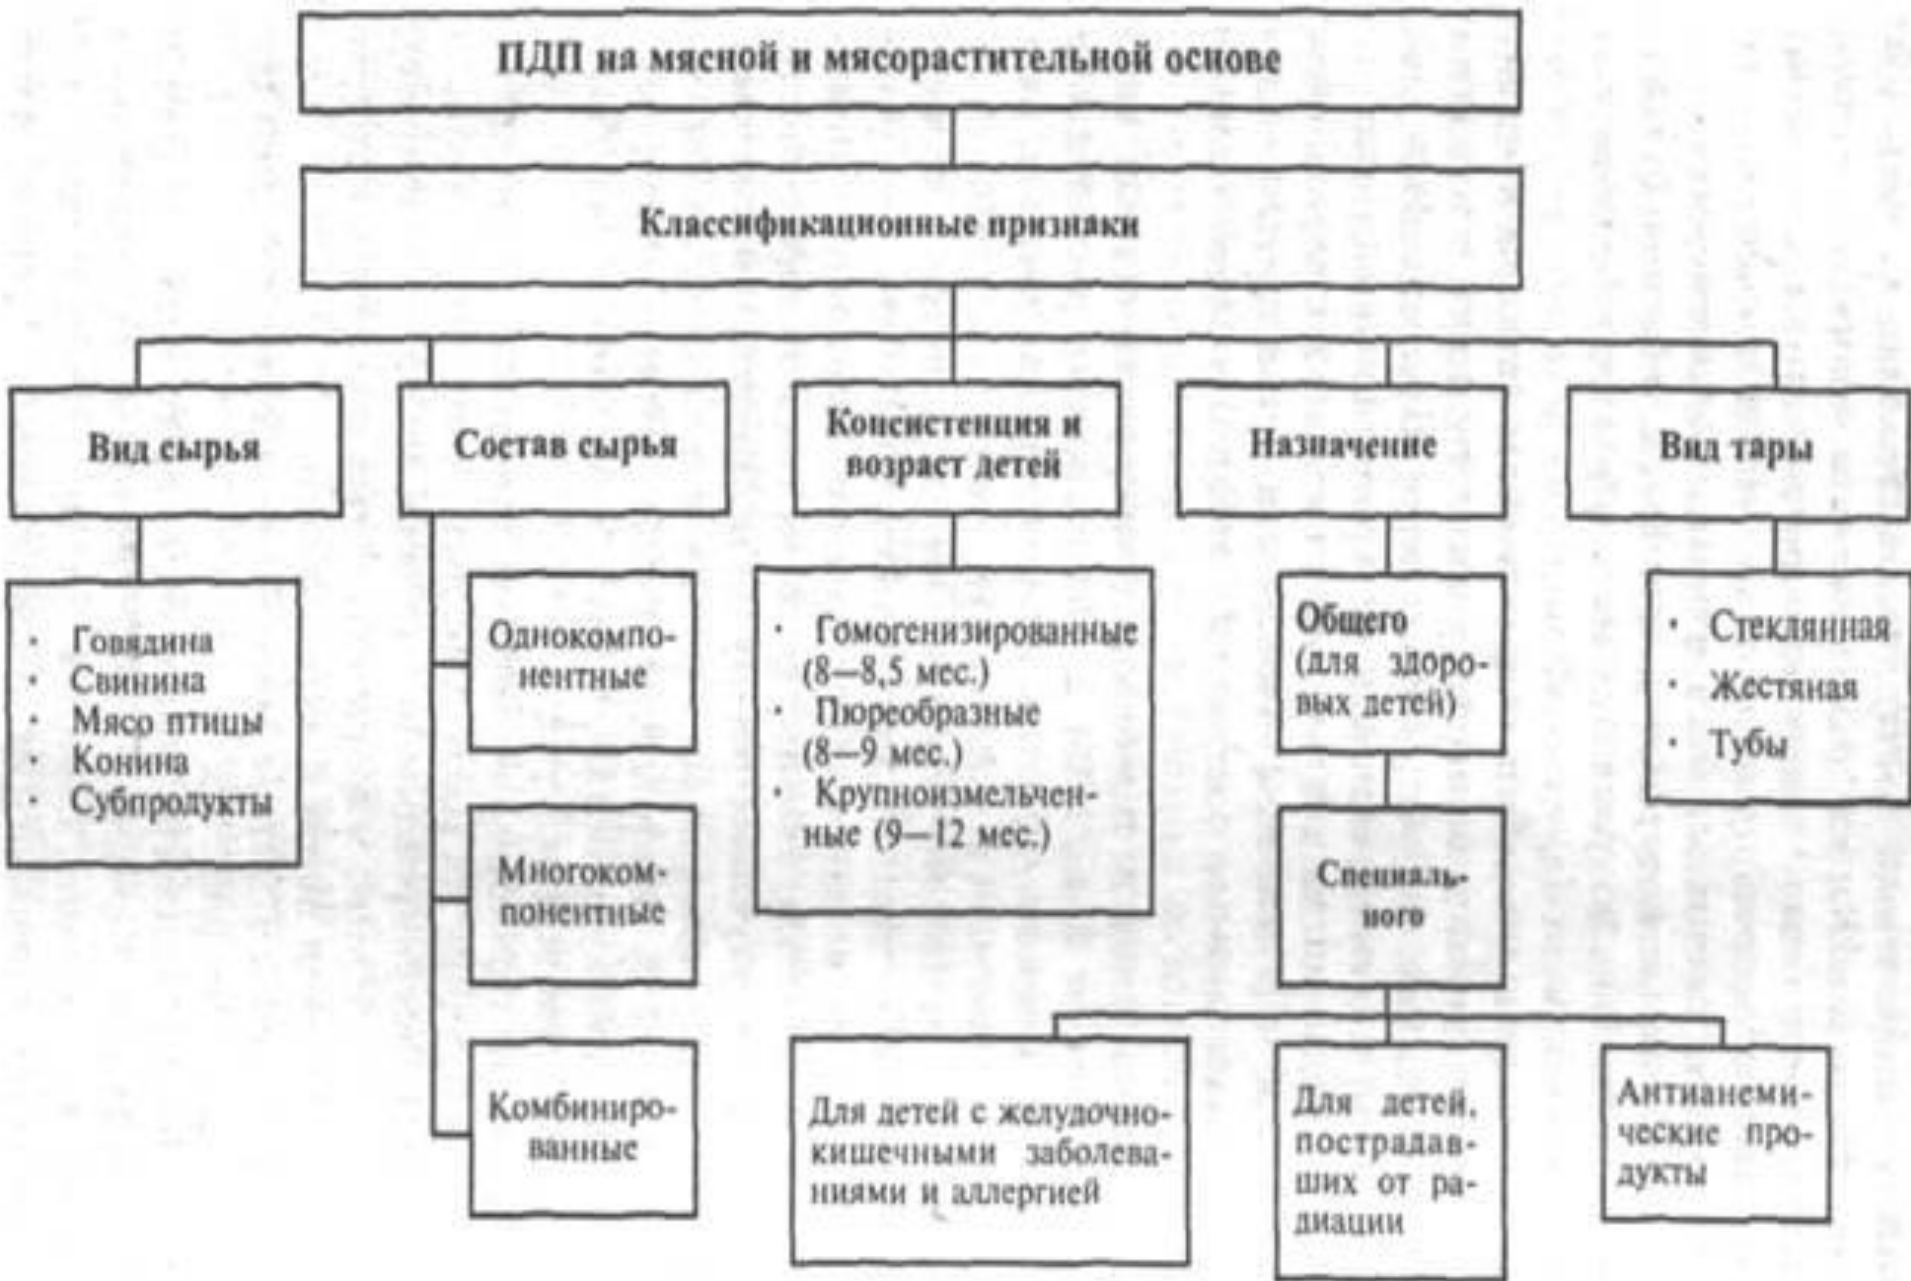 ПДП на мясной и мясорастительной основе
Классификационные признаки
Вид сырья
Состав сырья
Консистенция и
возраст детей
Назначение
Вид тары
· Говядина
· Свинина
· Мясо птицы
· Конина
· Субпродукты
Однокомпо-
нентные
Многоком-
понентные
Комбиниро-
ванные
· Гомогенизированные
(8—8,5 мес.)
· Пюреобразные
(8—9 мес.)
· Крупноизмельчен-
ные (9—12 мес.)
Общего
(для здоро-
вых детей)
Специаль-
ного
Для детей с желудочно-
кишечными заболева-
ниями и аллергией
Для детей,
пострадав-
ших от ра-
диации
Антианеми-
ческие про-
дукты
· Стеклянная
· Жестяная
· Тубы